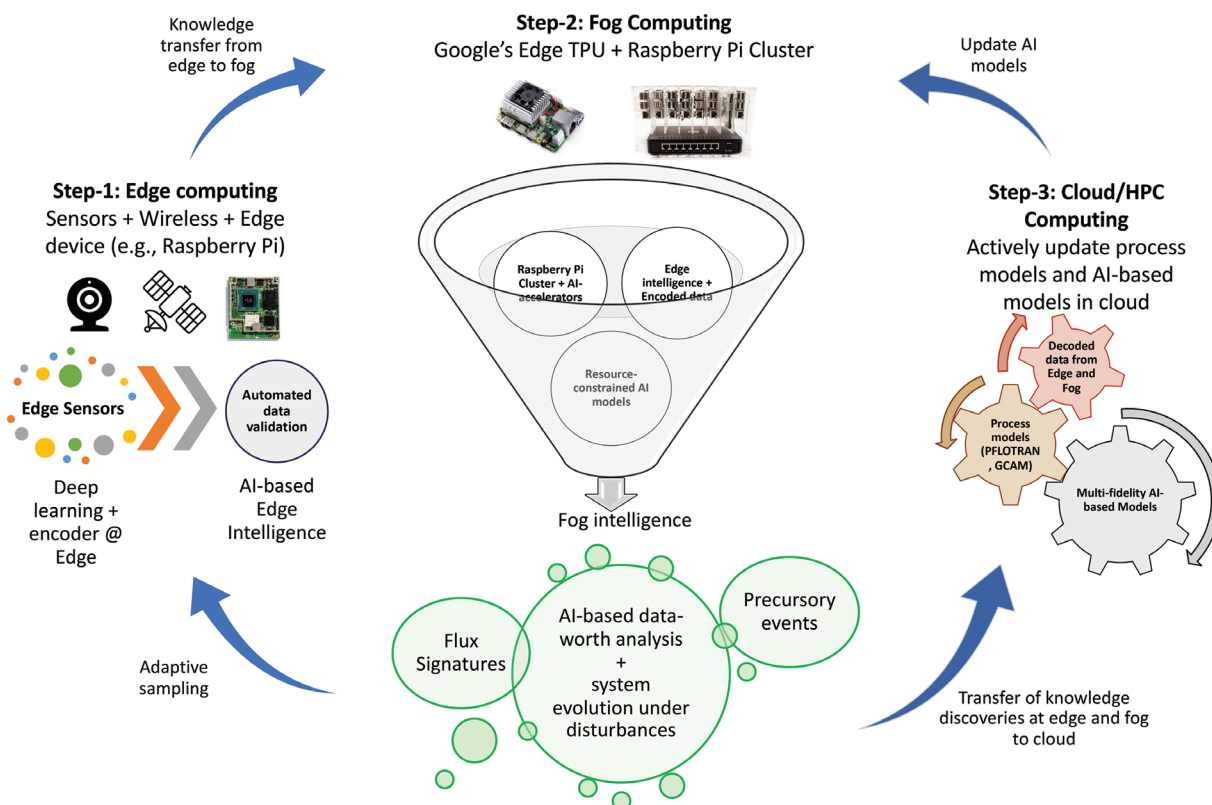 Knowledge
transfer from
edge to fog
Step-2: Fog Computing
Google's Edge TPU + Raspberry Pi Cluster
Update AI
models
Step-1: Edge computing
Sensors + Wireless + Edge
device (e.g., Raspberry Pi)
Edge Sensors
Automated
data
validation
Deep
learning +
encoder @
Edge
AI-based
Edge
Intelligence
Raspberry Pi
Cluster + AI-
accelerators
Edge
intelligence +
Encoded data
Resource-
constrained AI
models
Fog intelligence
Step-3: Cloud/HPC
Computing
Actively update process
models and AI-based
models in cloud
Decoded
data from
Edge and
Fog
Process
models
(PFLOTRAN
, GCAM)
Multi-fidelity AI-
based Models
Adaptive
sampling
Flux
Signatures
AI-based data-
worth analysis
+
system
evolution under
disturbances
Precursory
events
Transfer of knowledge
discoveries at edge and fog
to cloud